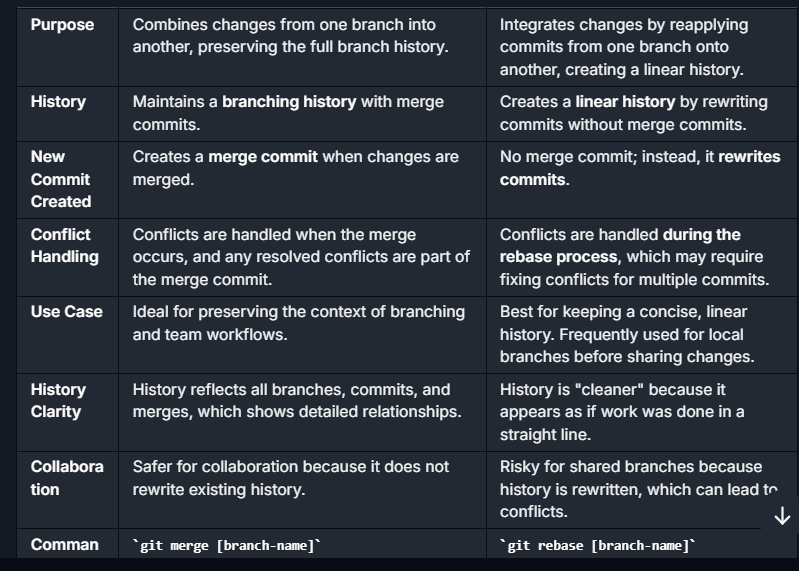 Purpose
Combines changes from one branch into
another, preserving the full branch history.
Integrates changes by reapplying
commits from one branch onto
another, creating a linear history.
History
Maintains a branching history with merge
commits.
Creates a linear history by rewriting
commits without merge commits.
New
Commit
Created
Creates a merge commit when changes are
merged.
No merge commit; instead, it rewrites
commits.
Conflict
Handling
Conflicts are handled when the merge
occurs, and any resolved conflicts are part of
the merge commit.
Conflicts are handled during the
rebase process, which may require
fixing conflicts for multiple commits.
Use Case
Ideal for preserving the context of branching
and team workflows.
Best for keeping a concise, linear
history. Frequently used for local
branches before sharing changes.
History
Clarity
History reflects all branches, commits, and
merges, which shows detailed relationships.
History is "cleaner" because it
appears as if work was done in a
straight line.
Collabora
tion
Safer for collaboration because it does not
rewrite existing history.
Risky for shared branches because
history is rewritten, which can lead to
conflicts.
Comman
`git merge [branch-name]`
`git rebase [branch-name]`